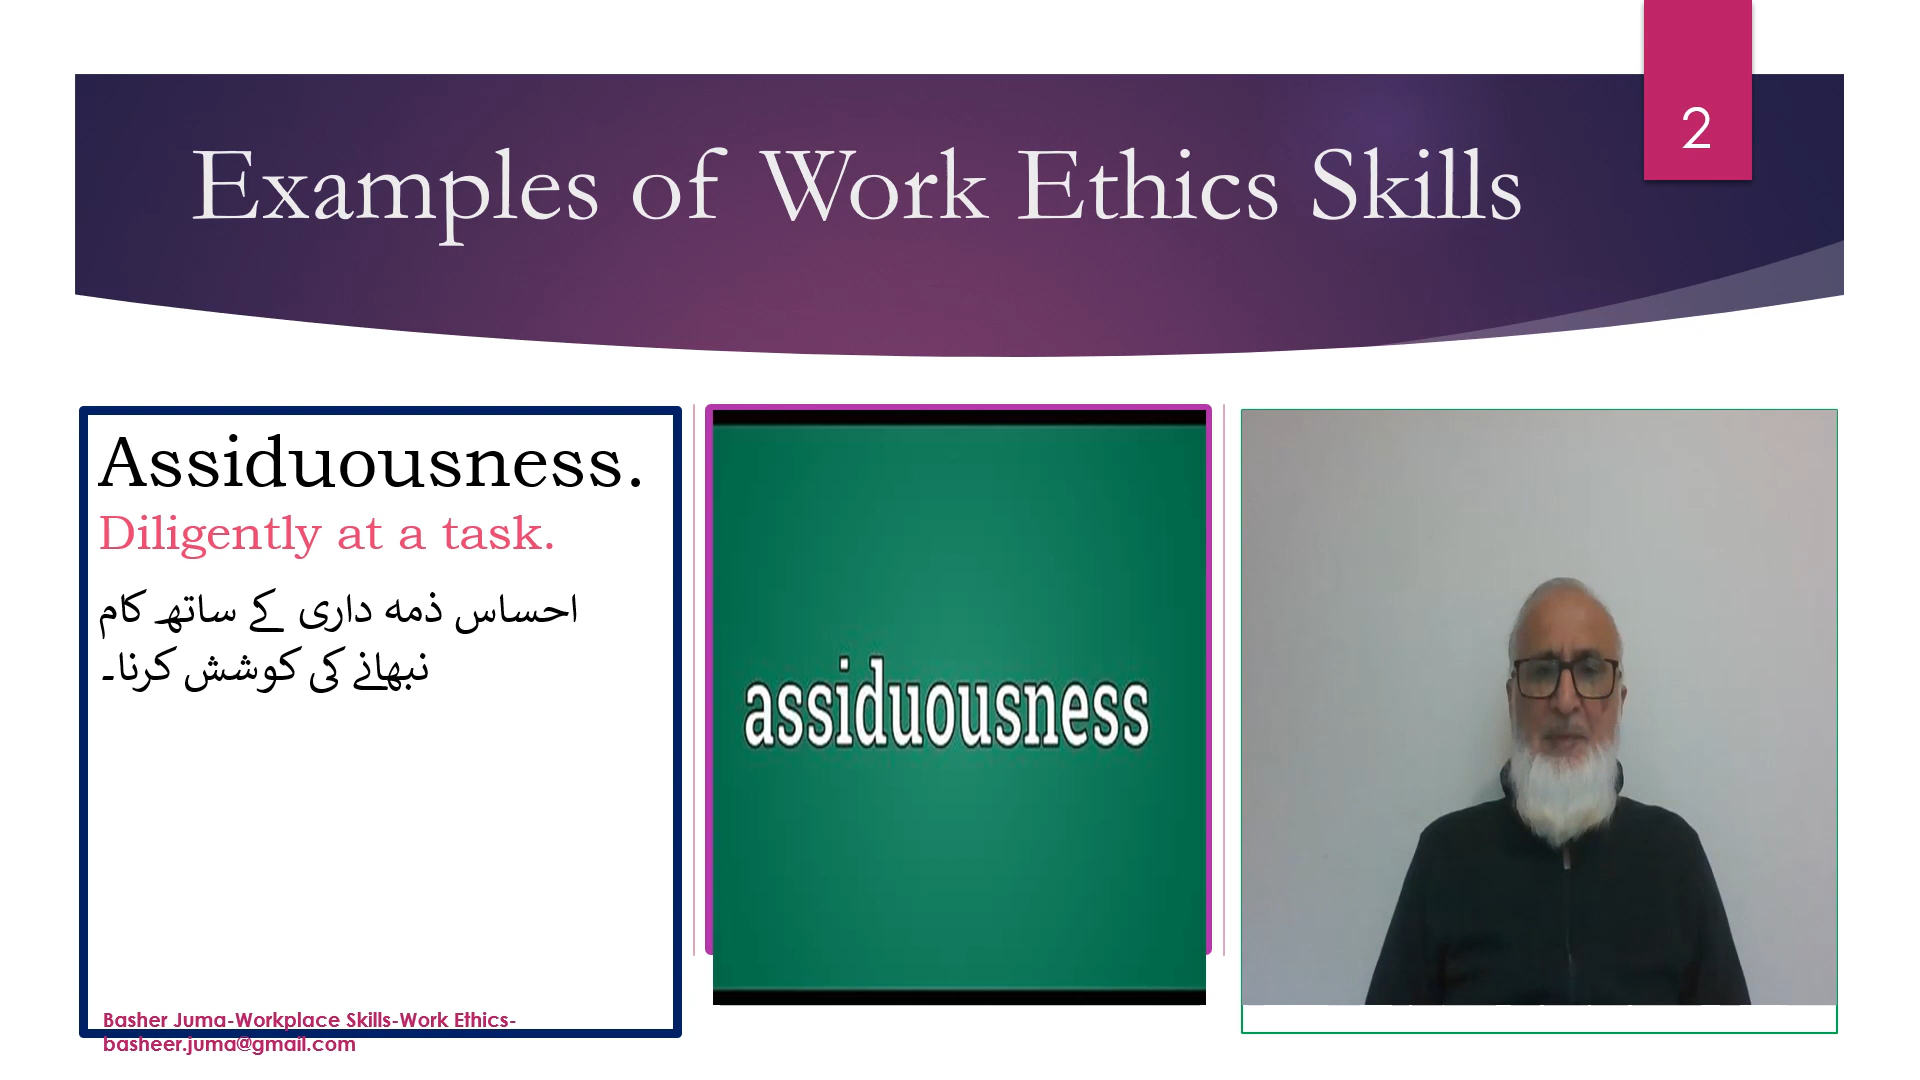 Examples of Work Ethics Skills
2
Assiduousness.
Diligently at a task.
احساس ذمہ داری کے ساتھ کام
نبھانے کی کوشش کرنا۔
assiduousness
Basher Juma-Workplace Skills-Work Ethics-
basheer.juma@gmail.com